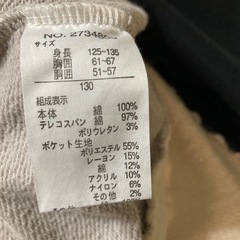 NO. 27348
サイズ
身長 125~135
胸囲 61~67
胴囲 51~57
130
組成表示
本体 綿 100%
テレコスパン 綿 97%
ポリウレタン 3%
ポケット生地
ポリエステル 55%
レーヨン 15%
綿 12%
アクリル 10%
ナイロン 6%
その他 2%